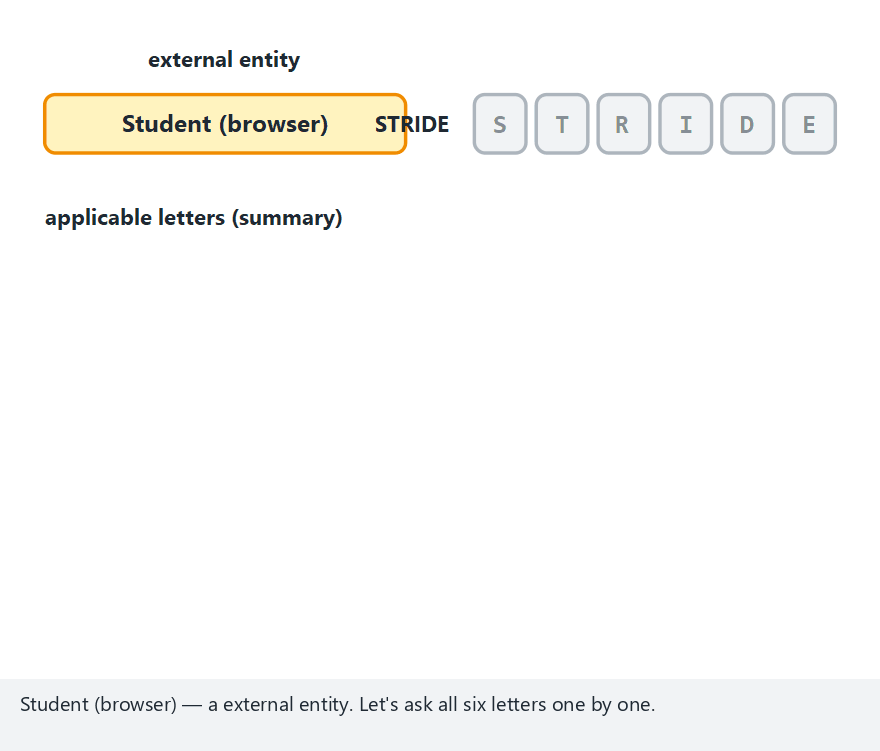 external entity
Student (browser) STRIDE S T R I D E
applicable letters (summary)
Student (browser) — a external entity. Let's ask all six letters one by one.